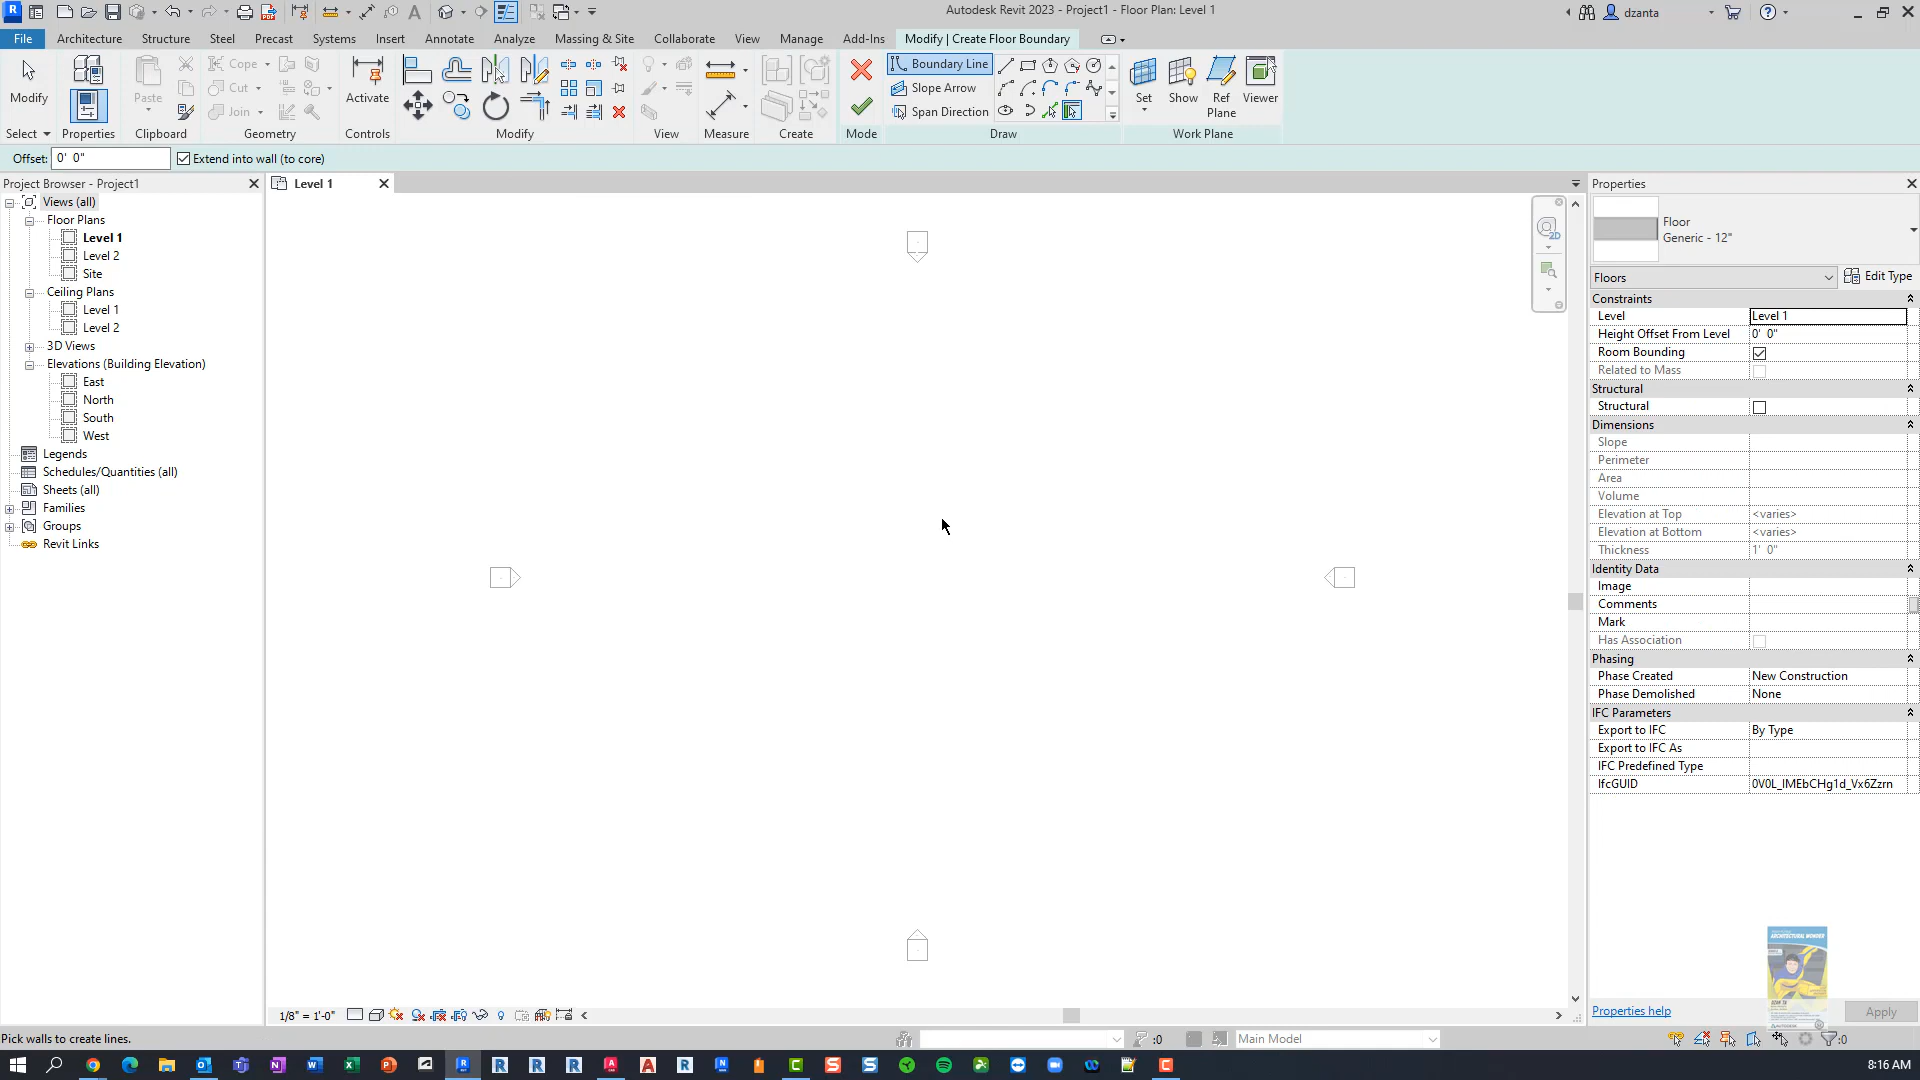 Autodesk Revit 2023 - Project1 - Floor Plan: Level 1
dzanta
File
Architecture
Structure
Steel
Precast
Systems
Insert
Annotate
Analyze
Massing & Site
Collaborate
View
Manage
Add-Ins
Modify | Create Floor Boundary
Modify
Properties
Paste
Cope
Cut
Join
Activate
Boundary Line
Slope Arrow
Span Direction
Set
Show
Ref
Plane
Viewer
Select
Properties
Clipboard
Geometry
Controls
Modify
View
Measure
Create
Mode
Draw
Work Plane
Offset: 0' 0"
Extend into wall (to core)
Project Browser - Project1
Views (all)
Floor Plans
Level 1
Level 2
Site
Ceiling Plans
Level 1
Level 2
3D Views
Elevations (Building Elevation)
East
North
South
West
Legends
Schedules/Quantities (all)
Sheets (all)
Families
Groups
Revit Links
Level 1
2D
Properties
Floor
Generic - 12"
Floors
Edit Type
Constraints
Level Level 1
Height Offset From Level 0' 0"
Room Bounding
Related to Mass
Structural
Structural
Dimensions
Slope
Perimeter
Area
Volume
Elevation at Top <varies>
Elevation at Bottom <varies>
Thickness 1' 0"
Identity Data
Image
Comments
Mark
Has Association
Phasing
Phase Created New Construction
Phase Demolished None
IFC Parameters
Export to IFC By Type
Export to IFC As
IFC Predefined Type
IfcGUID 0V0L_IMEbCHg1d_Vx6Zzrn
ARCHITECTURAL WONDER
Properties help
Apply
1/8" = 1'-0"
Pick walls to create lines.
:0
Main Model
:0
8:16 AM